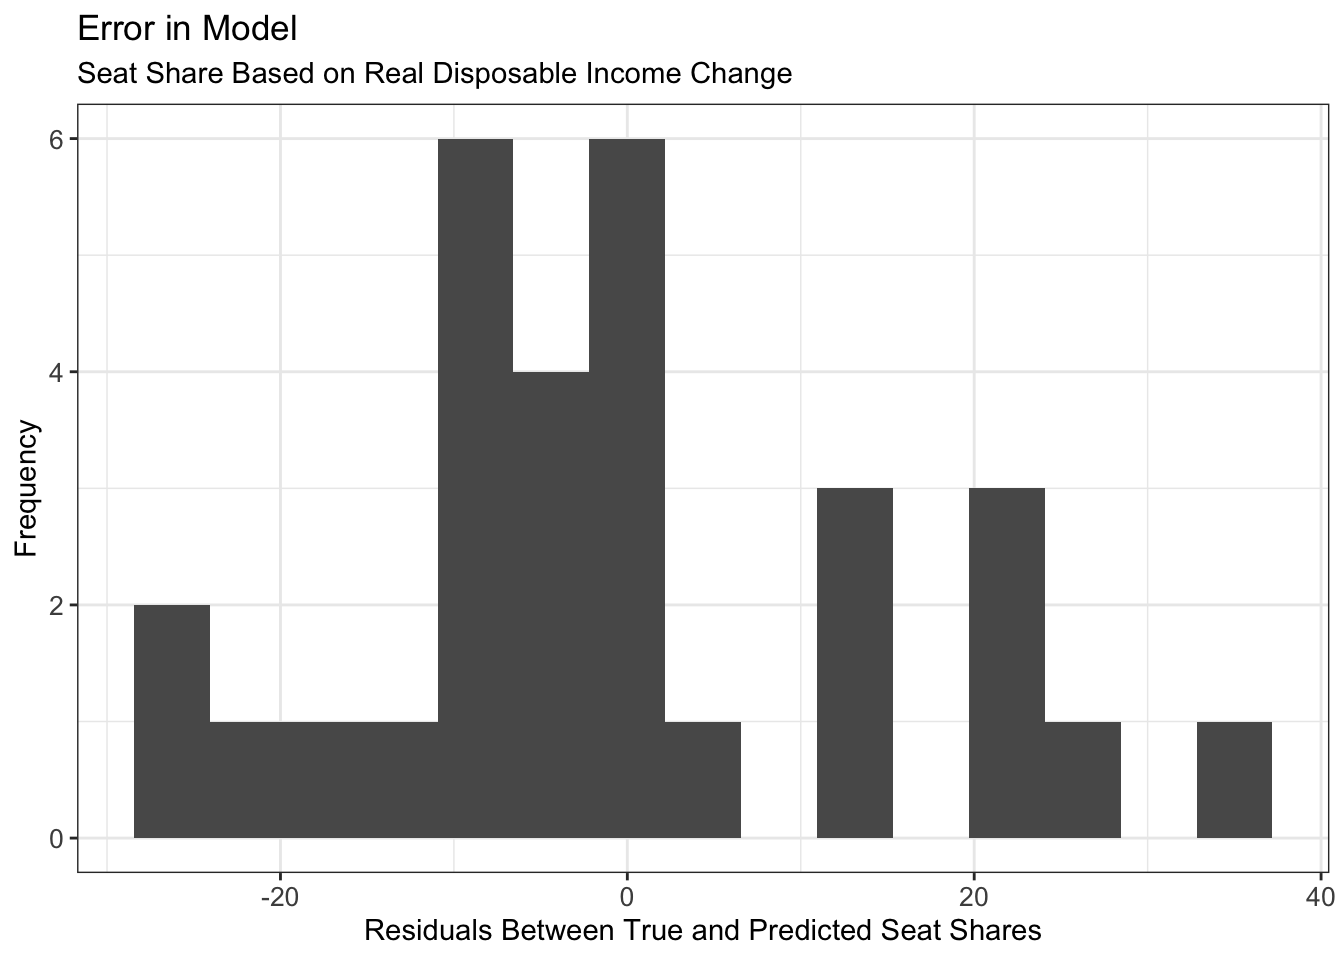 Error in Model
Seat Share Based on Real Disposable Income Change
6
4
2
0
Frequency
-20
0
20
40
Residuals Between True and Predicted Seat Shares